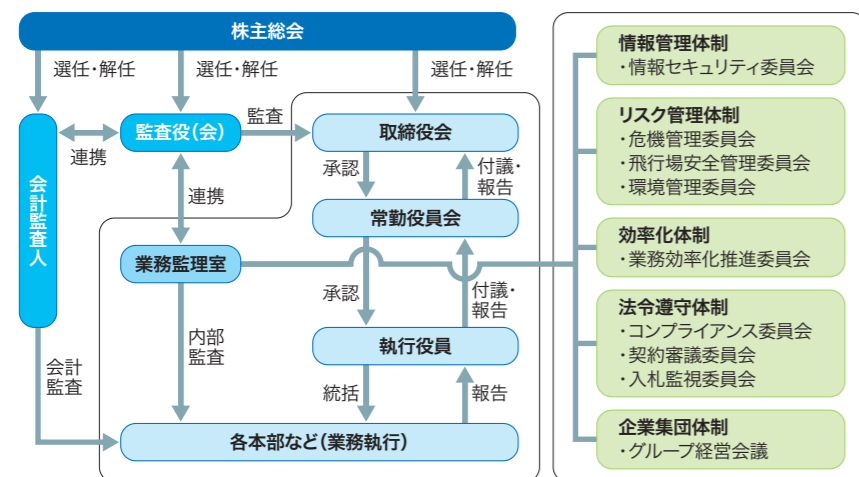 株主総会
選任・解任
選任・解任
選任・解任
会計監査人
連携
監査役(会)
監査
取締役会
連携
承認
付議・
報告
常勤役員会
業務監理室
承認
付議・
報告
内部
監査
執行役員
会計
監査
統括
報告
各本部など(業務執行)
情報管理体制
・情報セキュリティ委員会
リスク管理体制
・危機管理委員会
・飛行場安全管理委員会
・環境管理委員会
効率化体制
・業務効率化推進委員会
法令遵守体制
・コンプライアンス委員会
・契約審議委員会
・入札監視委員会
企業集団体制
・グループ経営会議